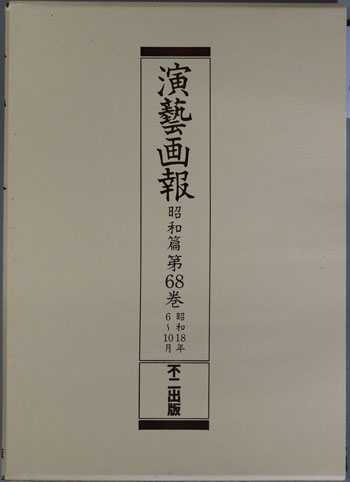 演藝画報
昭和篇 第68巻
昭和18年
6〜10月
不二出版